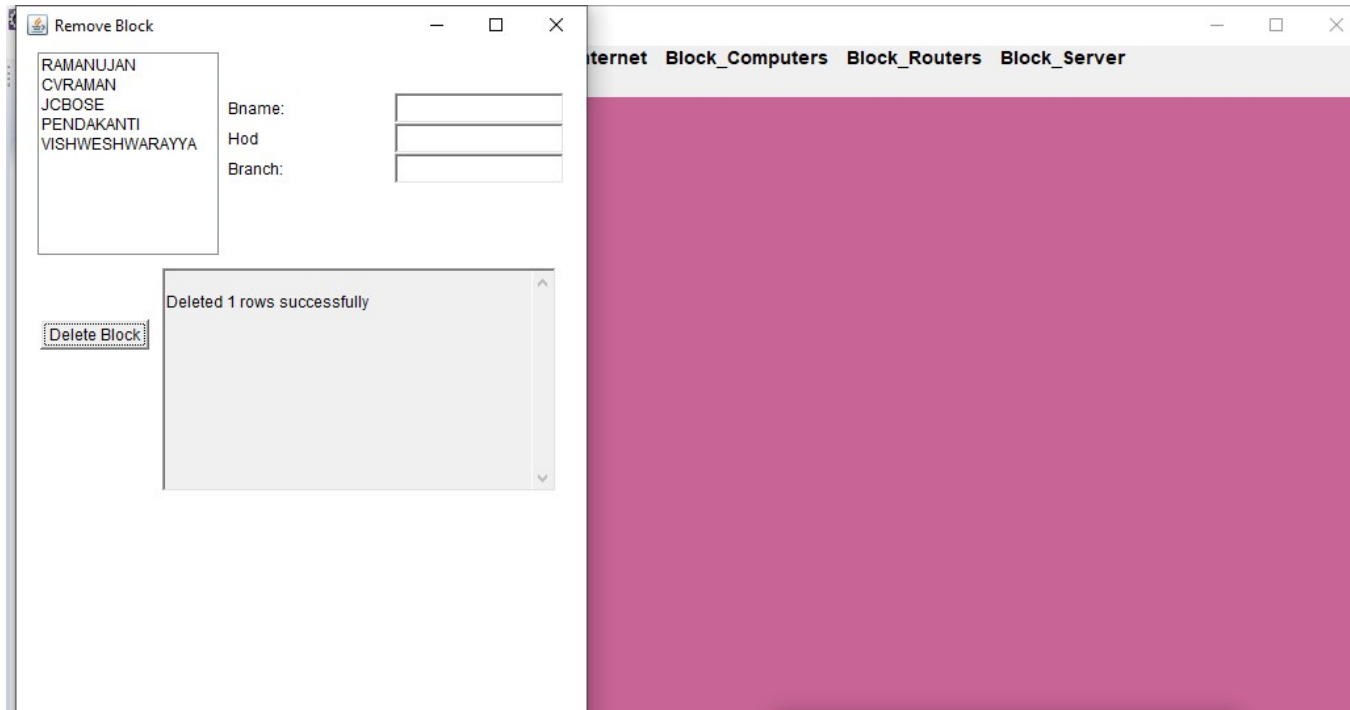 Remove Block
RAMANUJAN
CVRAMAN
JCBOSE
PENDAKANTI
VISHWESHWARAYYA
Bname:
Hod
Branch:
Delete Block
Deleted 1 rows successfully
Block_Computers Block_Routers Block_Server